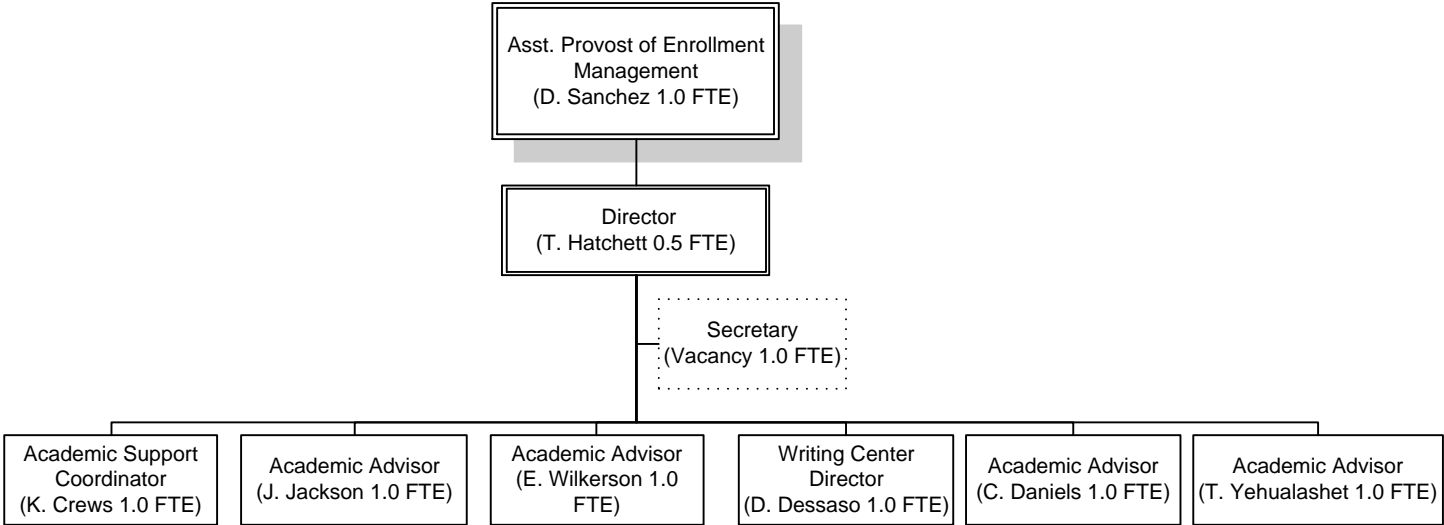 Asst. Provost of Enrollment
Management
(D. Sanchez 1.0 FTE)
Director
(T. Hatchett 0.5 FTE)
Secretary
(Vacancy 1.0 FTE)
Academic Support
Coordinator
(K. Crews 1.0 FTE)
Academic Advisor
(J. Jackson 1.0 FTE)
Academic Advisor
(E. Wilkerson 1.0
FTE)
Writing Center
Director
(D. Dessaso 1.0 FTE)
Academic Advisor
(C. Daniels 1.0 FTE)
Academic Advisor
(T. Yehualashet 1.0 FTE)